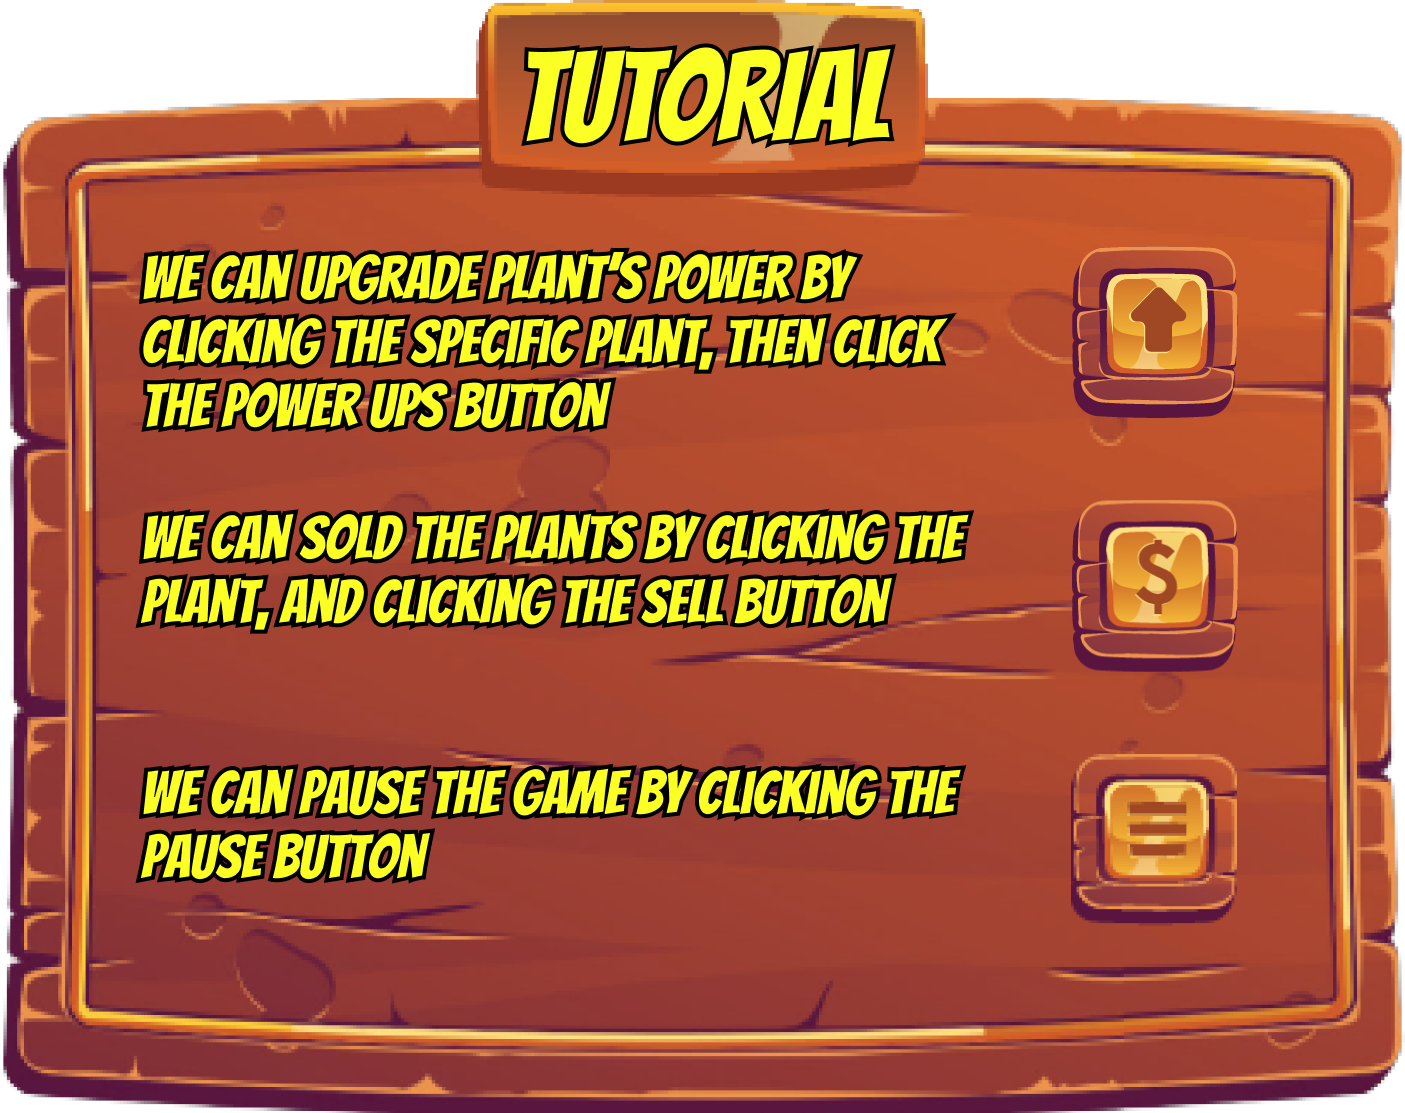 TUTORIAL
WE CAN UPGRADE PLANT'S POWER BY
CLICKING THE SPECIFIC PLANT, THEN CLICK
THE POWER UPS BUTTON
WE CAN SOLD THE PLANTS BY CLICKING THE
PLANT, AND CLICKING THE SELL BUTTON
$
WE CAN PAUSE THE GAME BY CLICKING THE
PAUSE BUTTON